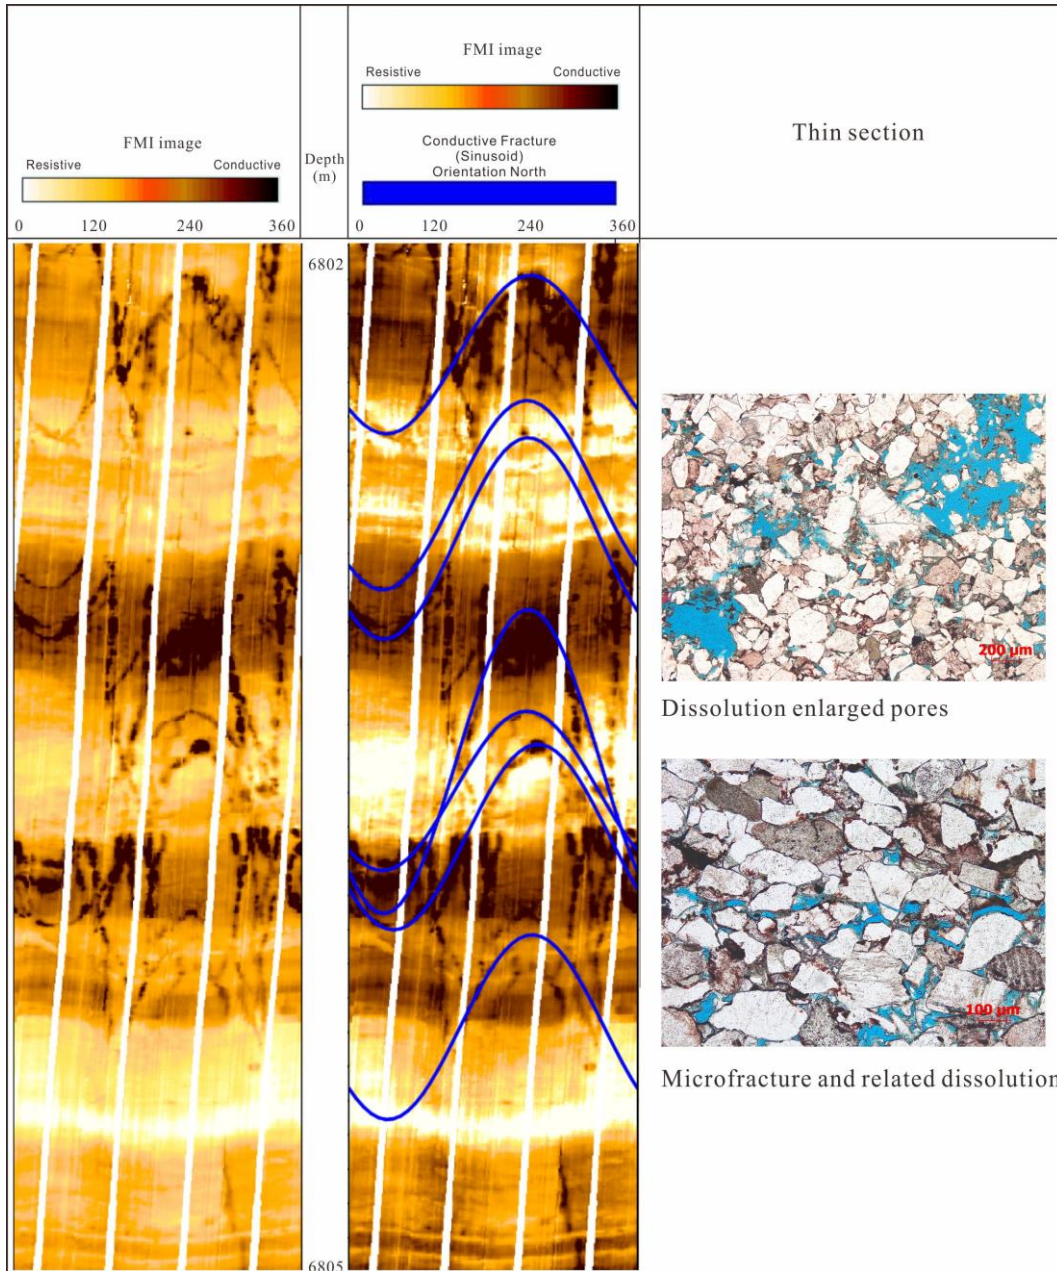 FMI image
Resistive Conductive
0 120 240 360
Depth
(m)
FMI image
Resistive Conductive
Conductive Fracture
(Sinusoid)
Orientation North
0 120 240 360
Thin section
6802
200 μm
Dissolution enlarged pores
100 μm
Microfracture and related dissolution
6805